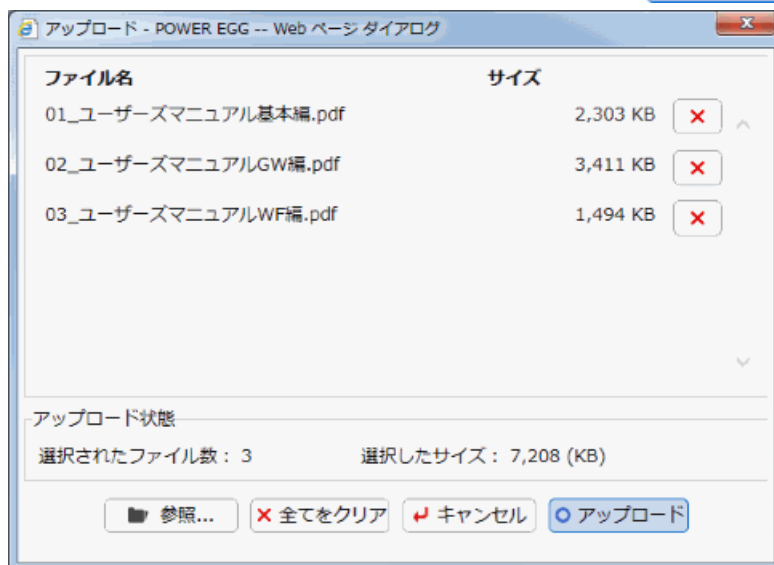 アップロード - POWER EGG -- Web ページ ダイアログ
ファイル名 サイズ
01_ユーザーズマニュアル基本編.pdf 2,303 KB
02_ユーザーズマニュアルGW編.pdf 3,411 KB
03_ユーザーズマニュアルWF編.pdf 1,494 KB
アップロード状態
選択されたファイル数： 3 選択したサイズ： 7,208 (KB)
参照... 全てをクリア キャンセル アップロード